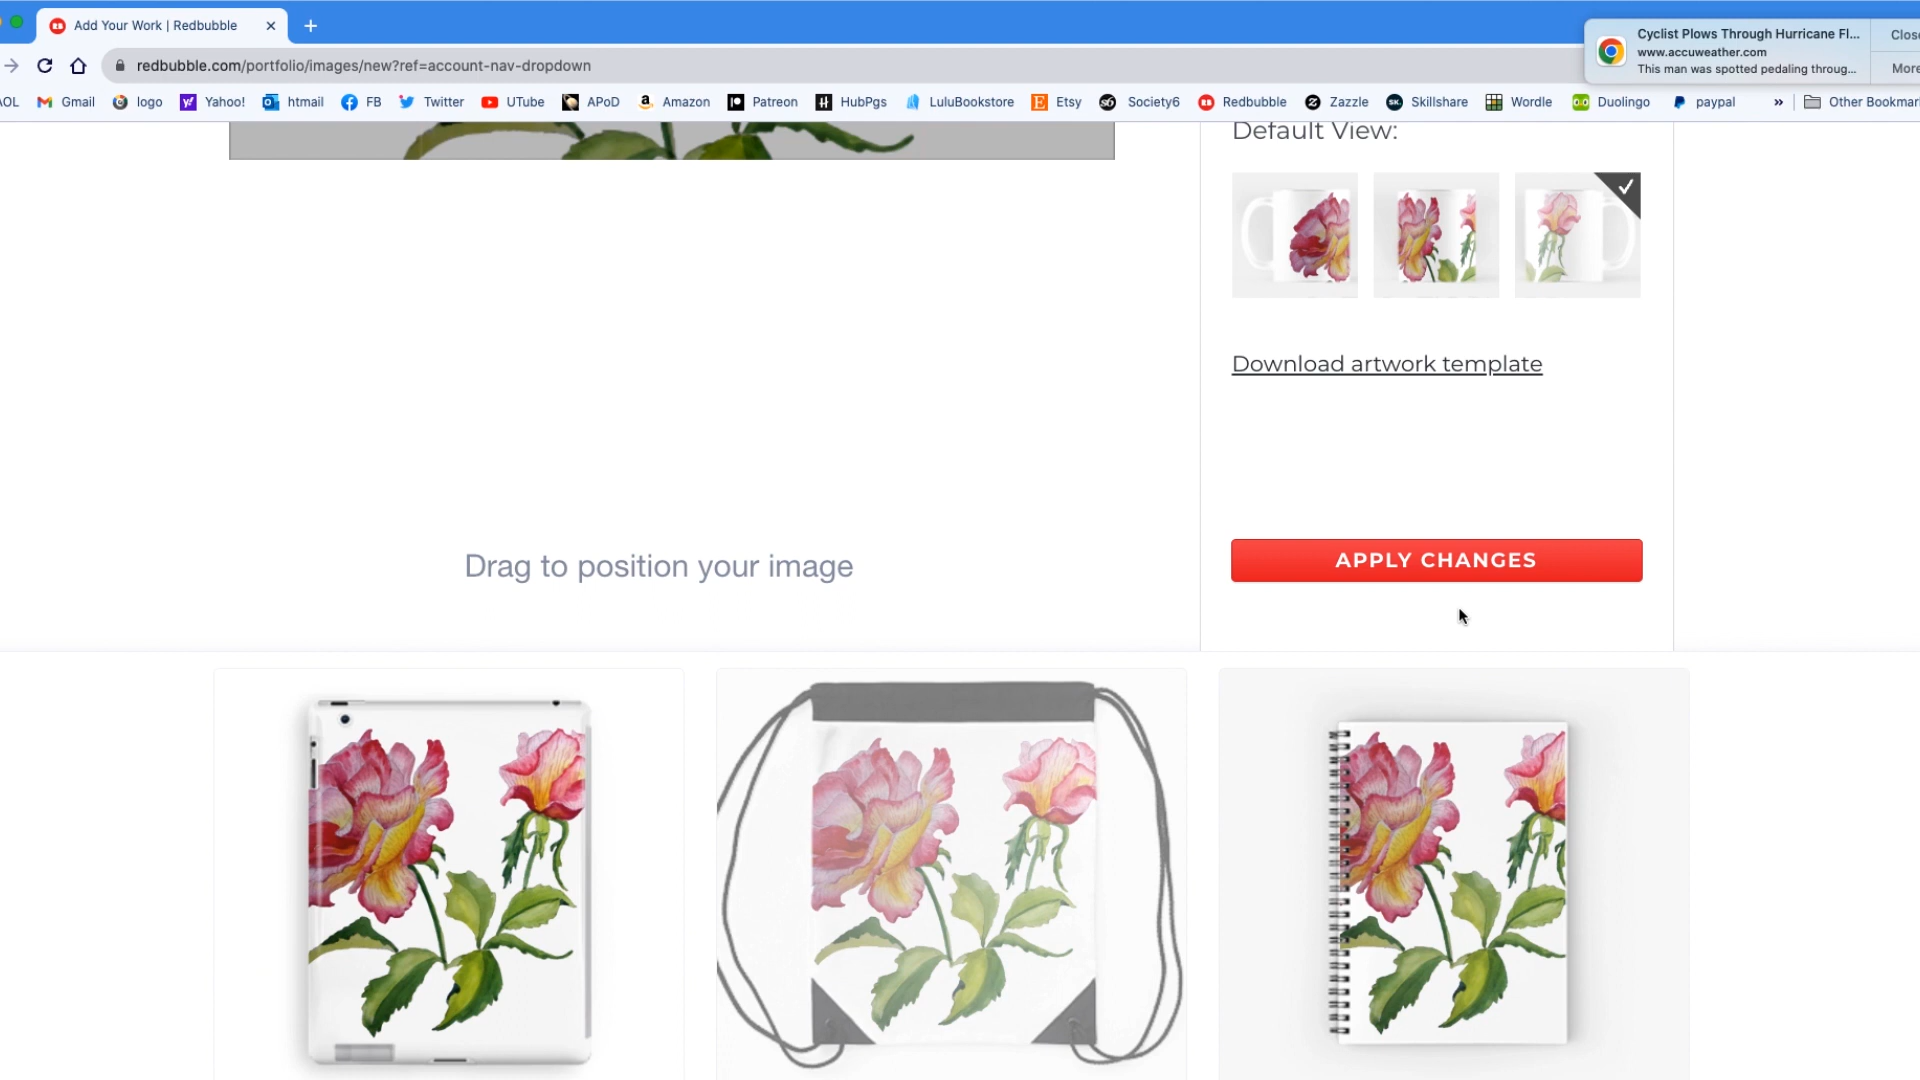 Add Your Work | Redbubble
Cyclist Plows Through Hurricane Fl...
www.accuweather.com
This man was spotted pedaling throug...
redbubble.com/portfolio/images/new?ref=account-nav-dropdown
Gmail logo Yahoo! htmail FB Twitter UTube APoD Amazon Patreon HubPgs LuluBookstore Etsy Society6 Redbubble Zazzle Skillshare Wordle Duolingo paypal » Other Bookmar
Default View:
Download artwork template
Drag to position your image
APPLY CHANGES